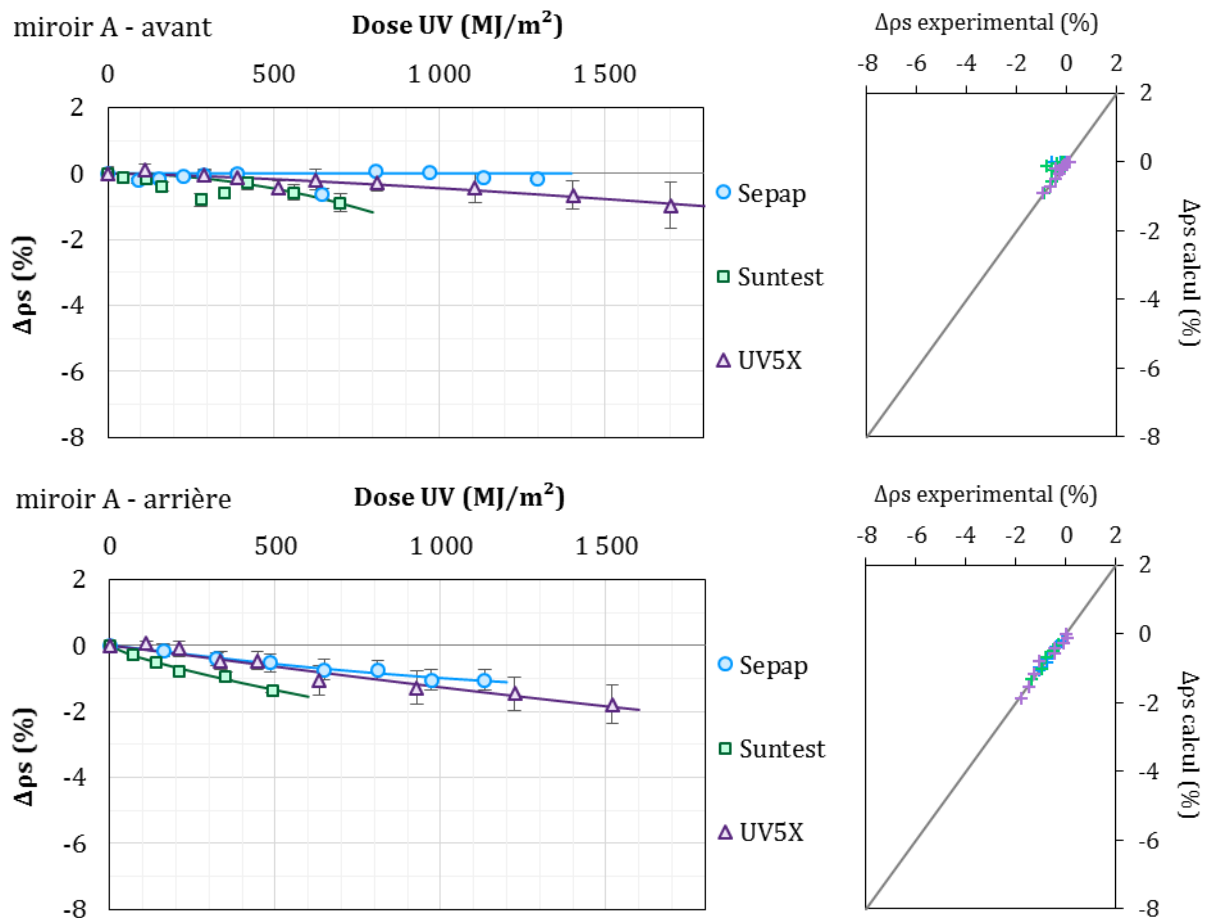 miroir A - avant
Dose UV (MJ/m²)
0 500 1 000 1 500
2
0
-2
-4
-6
-8
Δρs (%)
Sepap
Suntest
UV5X
Δρs experimental (%)
-8 -6 -4 -2 0 2
2
0
-2
-4
-6
-8
Δρs calcul (%)
miroir A - arrière
Dose UV (MJ/m²)
0 500 1 000 1 500
2
0
-2
-4
-6
-8
Δρs (%)
Sepap
Suntest
UV5X
Δρs experimental (%)
-8 -6 -4 -2 0 2
2
0
-2
-4
-6
-8
Δρs calcul (%)